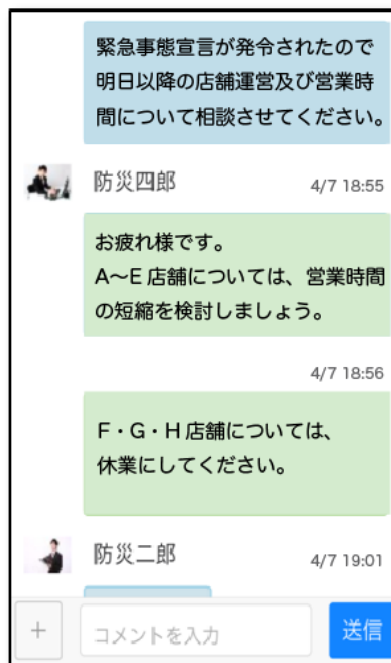 緊急事態宣言が発令されたので
明日以降の店舗運営及び営業時
間について相談させてください。
防災四郎
4/7 18:55
お疲れ様です。
A〜E店舗については、営業時間
の短縮を検討しましょう。
4/7 18:56
F・G・H店舗については、
休業にしてください。
防災二郎
4/7 19:01
+
コメントを入力
送信